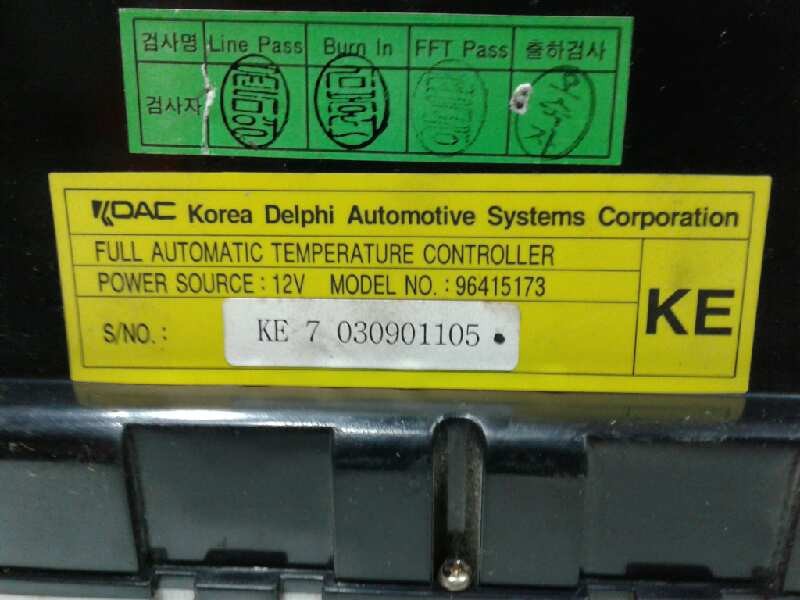 검사명 Line Pass Burn In FFT Pass 출하검사
검사자
KDAC Korea Delphi Automotive Systems Corporation
FULL AUTOMATIC TEMPERATURE CONTROLLER
POWER SOURCE : 12V MODEL NO. : 96415173
KE
S/NO. : KE 7 030901105